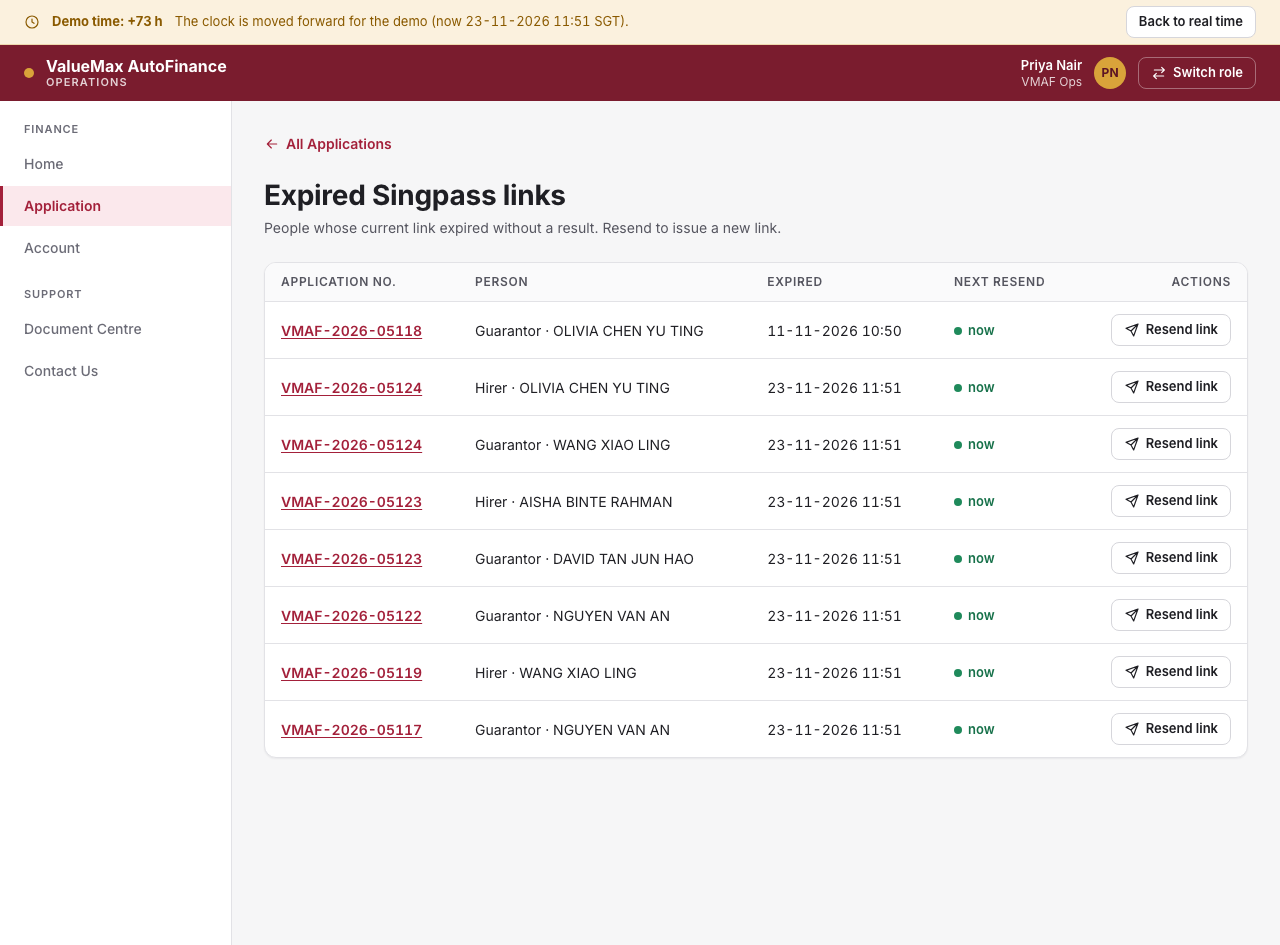 Demo time: +73 h The clock is moved forward for the demo (now 23-11-2026 11:51 SGT). Back to real time
ValueMax AutoFinance
OPERATIONS
Priya Nair
VMAF Ops
PN
Switch role
FINANCE
Home
Application
Account
SUPPORT
Document Centre
Contact Us
All Applications
Expired Singpass links
People whose current link expired without a result. Resend to issue a new link.
APPLICATION NO. PERSON EXPIRED NEXT RESEND ACTIONS
VMAF-2026-05118 Guarantor · OLIVIA CHEN YU TING 11-11-2026 10:50 now Resend link
VMAF-2026-05124 Hirer · OLIVIA CHEN YU TING 23-11-2026 11:51 now Resend link
VMAF-2026-05124 Guarantor · WANG XIAO LING 23-11-2026 11:51 now Resend link
VMAF-2026-05123 Hirer · AISHA BINTE RAHMAN 23-11-2026 11:51 now Resend link
VMAF-2026-05123 Guarantor · DAVID TAN JUN HAO 23-11-2026 11:51 now Resend link
VMAF-2026-05122 Guarantor · NGUYEN VAN AN 23-11-2026 11:51 now Resend link
VMAF-2026-05119 Hirer · WANG XIAO LING 23-11-2026 11:51 now Resend link
VMAF-2026-05117 Guarantor · NGUYEN VAN AN 23-11-2026 11:51 now Resend link